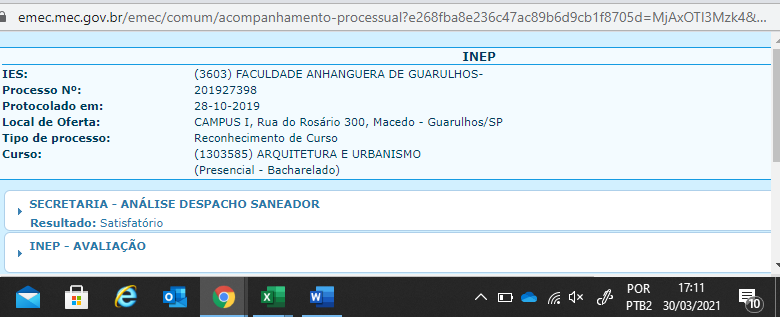 emec.mec.gov.br/emec/comum/acompanhamento-processual?e268fba8e236c47ac89b6d9cb1f8705d=MjAxOTI3Mzk4&...
INEP
IES: (3603) FACULDADE ANHANGUERA DE GUARULHOS-
Processo Nº: 201927398
Protocolado em: 28-10-2019
Local de Oferta: CAMPUS I, Rua do Rosário 300, Macedo - Guarulhos/SP
Tipo de processo: Reconhecimento de Curso
Curso: (1303585) ARQUITETURA E URBANISMO
(Presencial - Bacharelado)
SECRETARIA - ANÁLISE DESPACHO SANEADOR
Resultado: Satisfatório
INEP - AVALIAÇÃO
POR 17:11
PTB2 30/03/2021 10